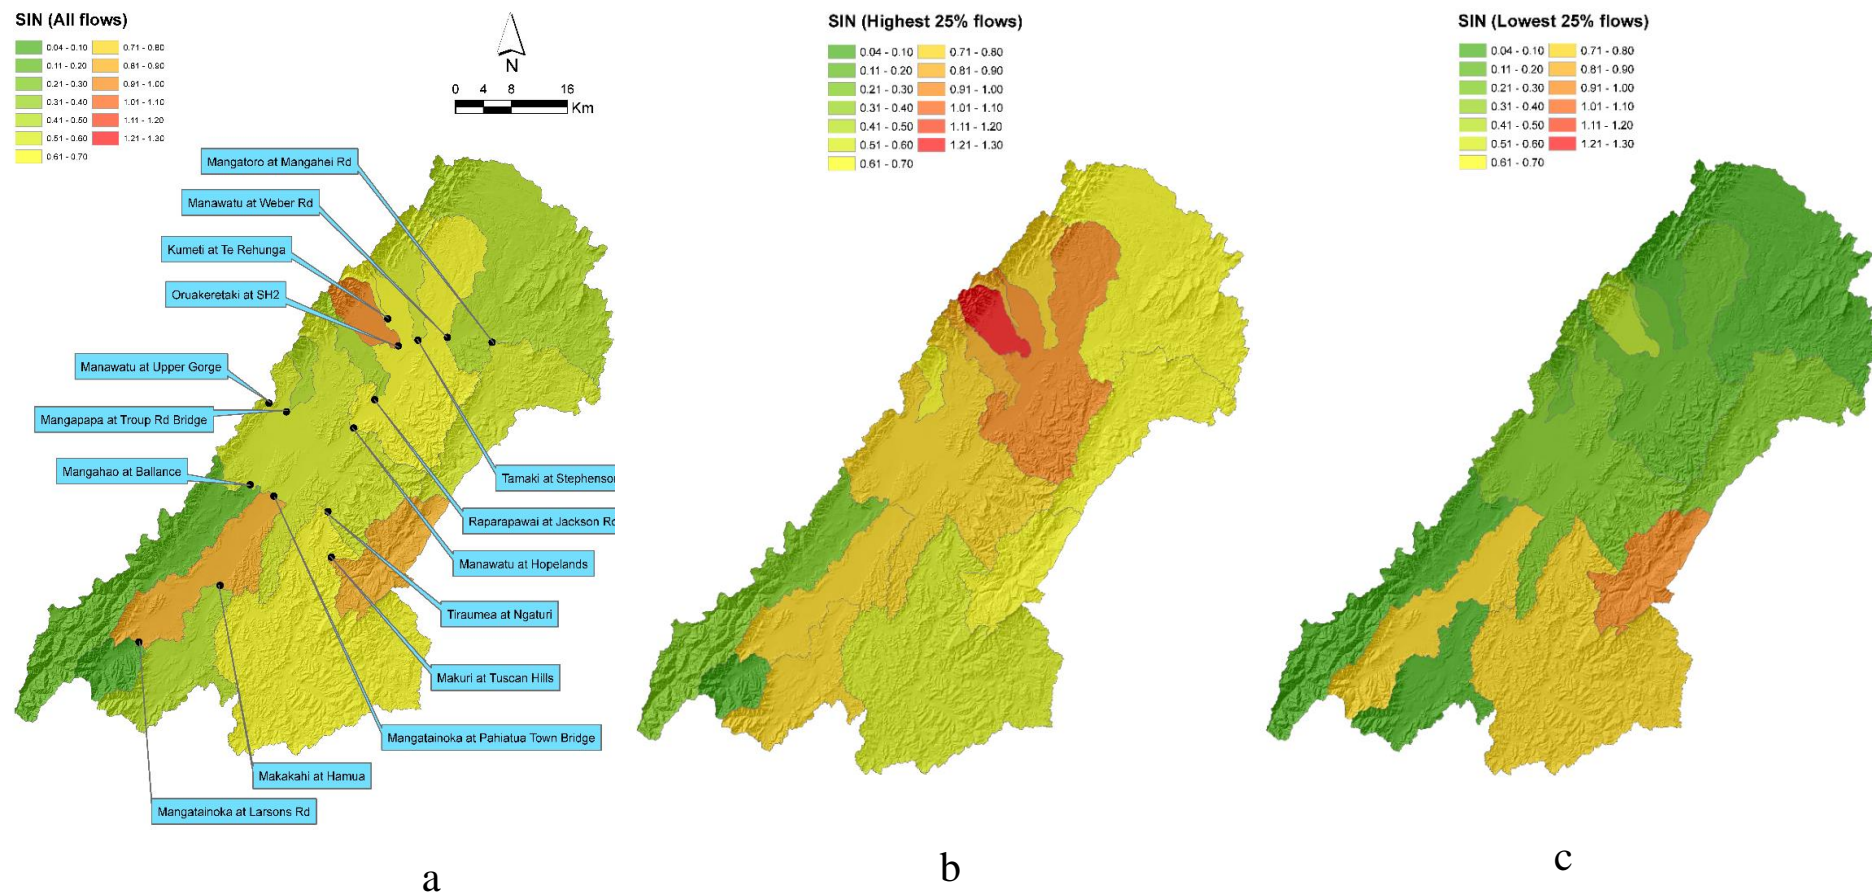 SIN (All flows)
0.04 - 0.10 0.71 - 0.80
0.11 - 0.20 0.81 - 0.90
0.21 - 0.30 0.91 - 1.00
0.31 - 0.40 1.01 - 1.10
0.41 - 0.50 1.11 - 1.20
0.51 - 0.60 1.21 - 1.30
0.61 - 0.70
N
0 4 8 16
Km
Mangatoro at Mangahei Rd
Manawatu at Weber Rd
Kumeti at Te Rehunga
Oruakeretaki at SH2
Manawatu at Upper Gorge
Mangapapa at Troup Rd Bridge
Mangahao at Ballance
Tamaki at Stephenson
Raparapawai at Jackson Rd
Manawatu at Hopelands
Tiraumea at Ngaturi
Makuri at Tuscan Hills
Mangatainoka at Pahiatua Town Bridge
Makakahi at Hamua
Mangatainoka at Larsons Rd
a
SIN (Highest 25% flows)
0.04 - 0.10 0.71 - 0.80
0.11 - 0.20 0.81 - 0.90
0.21 - 0.30 0.91 - 1.00
0.31 - 0.40 1.01 - 1.10
0.41 - 0.50 1.11 - 1.20
0.51 - 0.60 1.21 - 1.30
0.61 - 0.70
b
SIN (Lowest 25% flows)
0.04 - 0.10 0.71 - 0.80
0.11 - 0.20 0.81 - 0.90
0.21 - 0.30 0.91 - 1.00
0.31 - 0.40 1.01 - 1.10
0.41 - 0.50 1.11 - 1.20
0.51 - 0.60 1.21 - 1.30
0.61 - 0.70
c